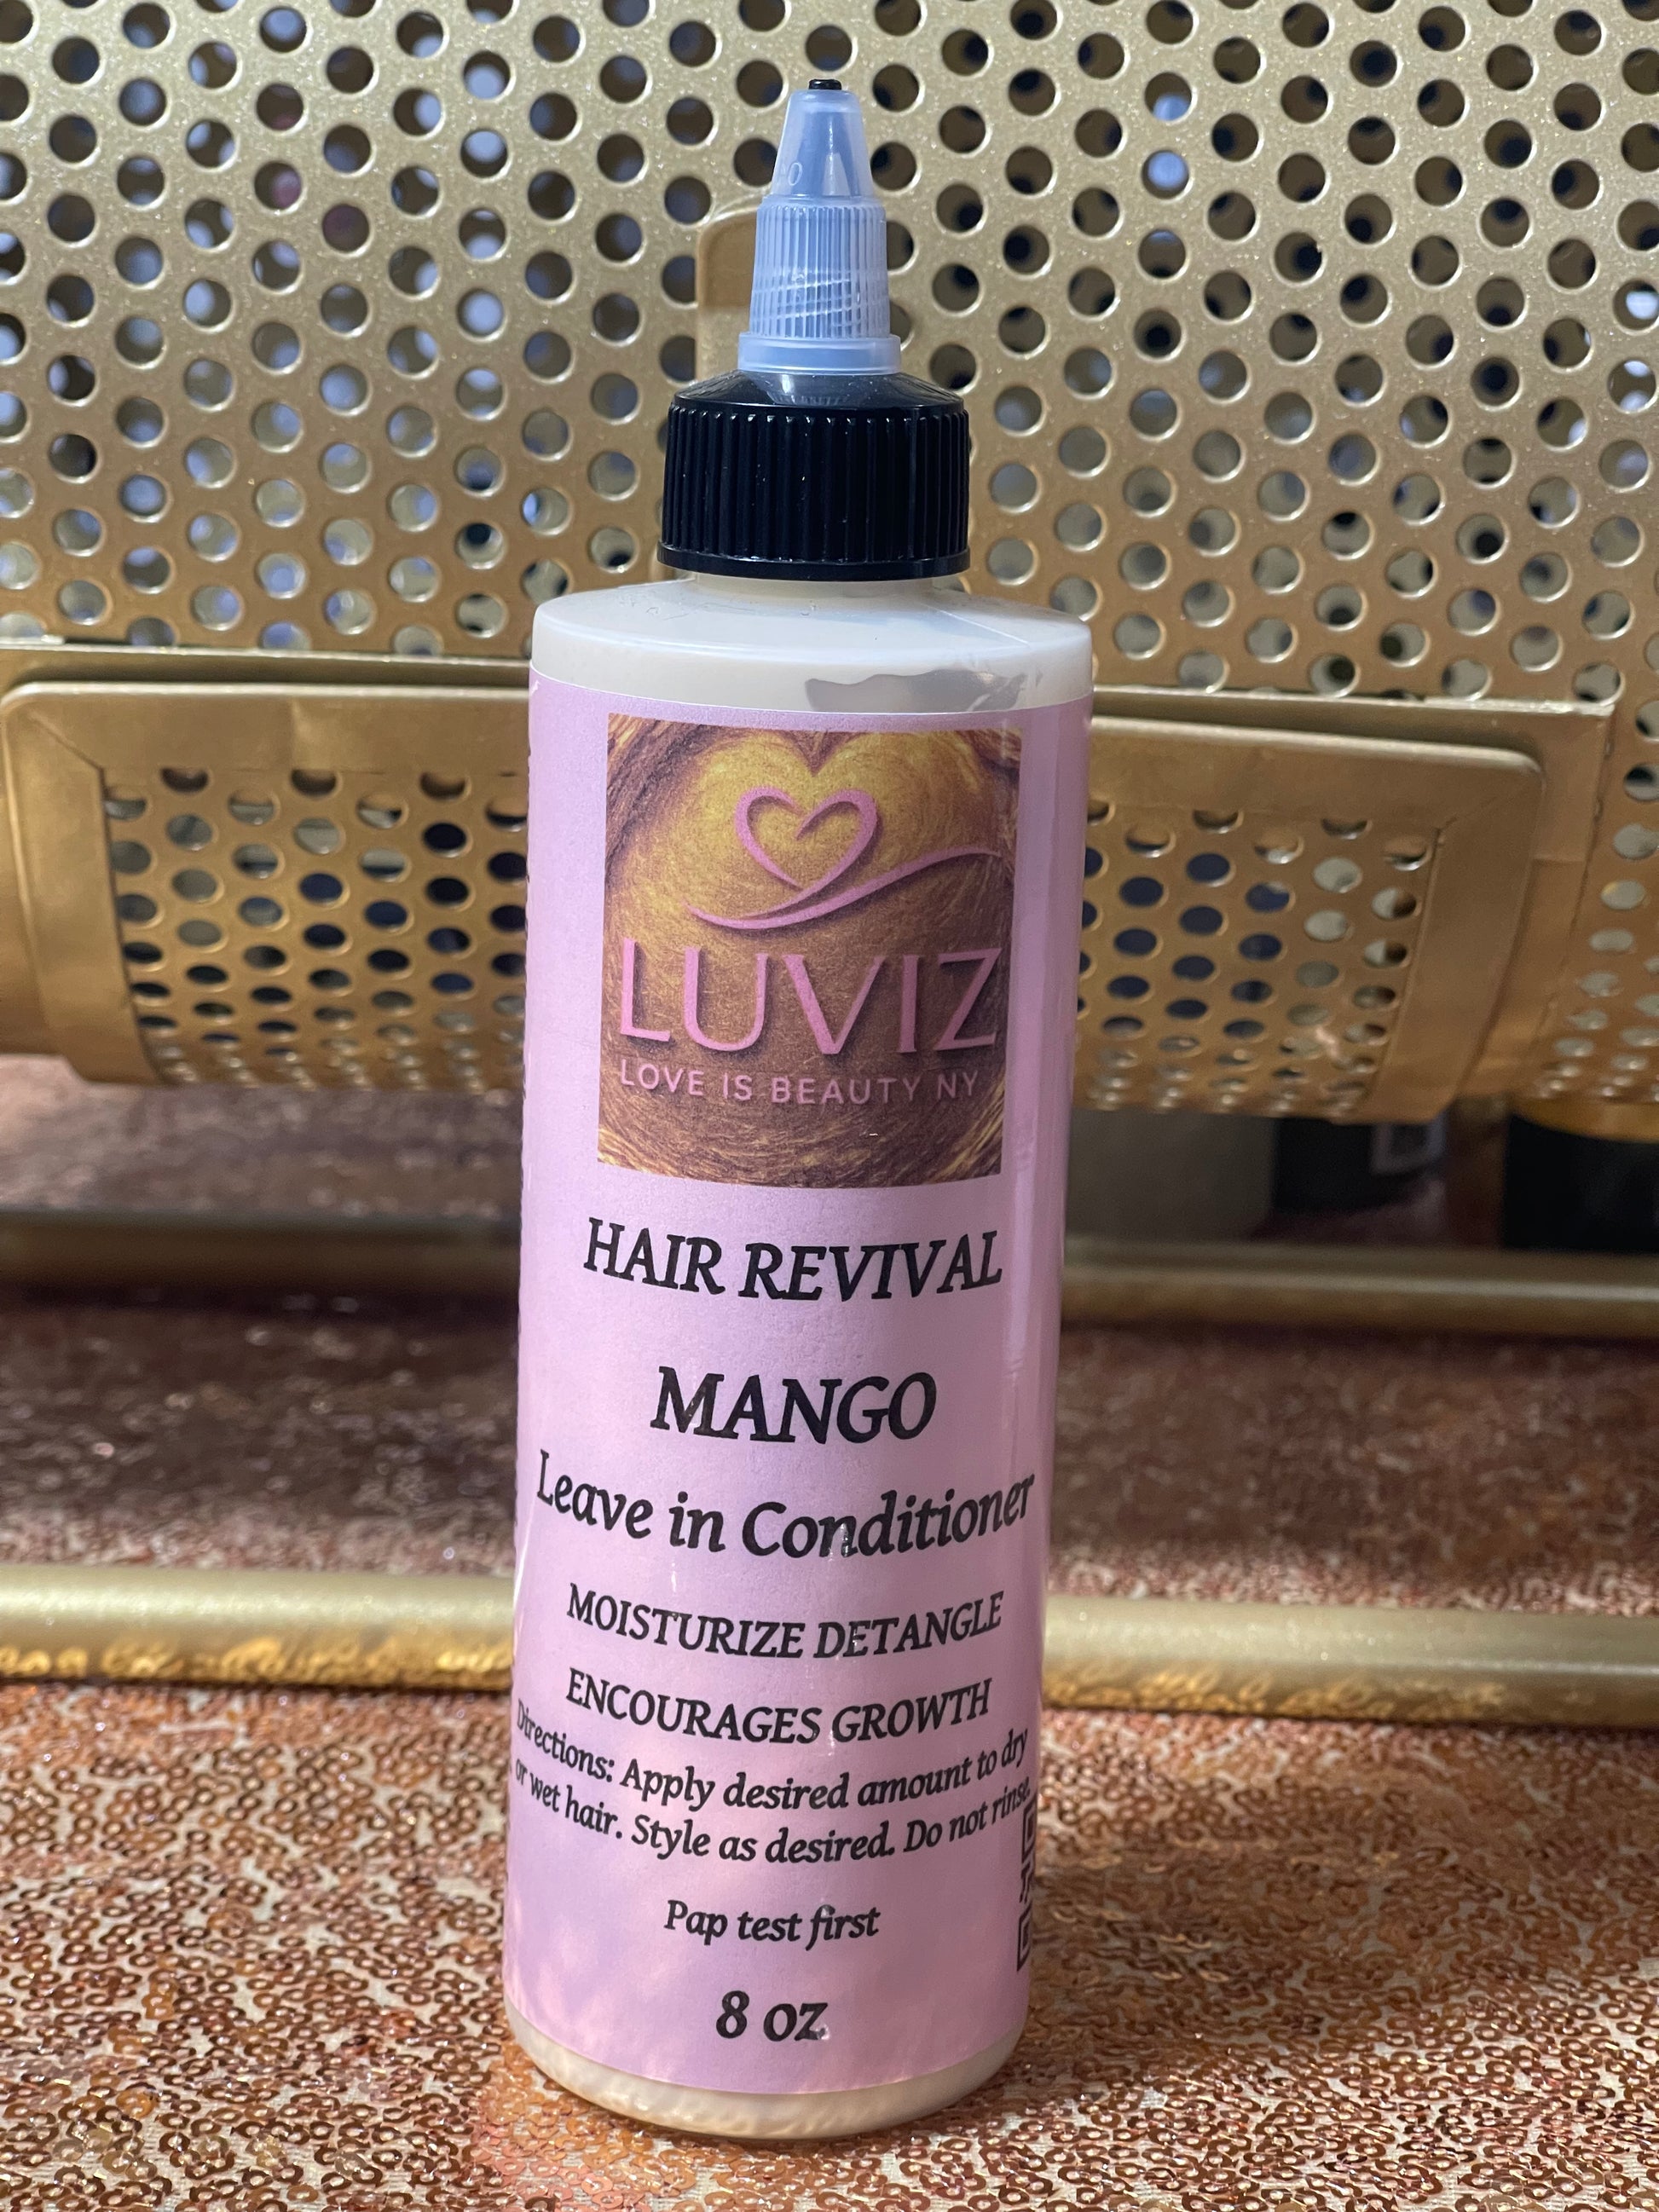 LUVIZ
LOVE IS BEAUTY NY
HAIR REVIVAL
MANGO
Leave in Conditioner
MOISTURIZE DETANGLE
ENCOURAGES GROWTH
Directions: Apply desired amount to dry
or wet hair. Style as desired. Do not rinse.
Pap test first
8 oz